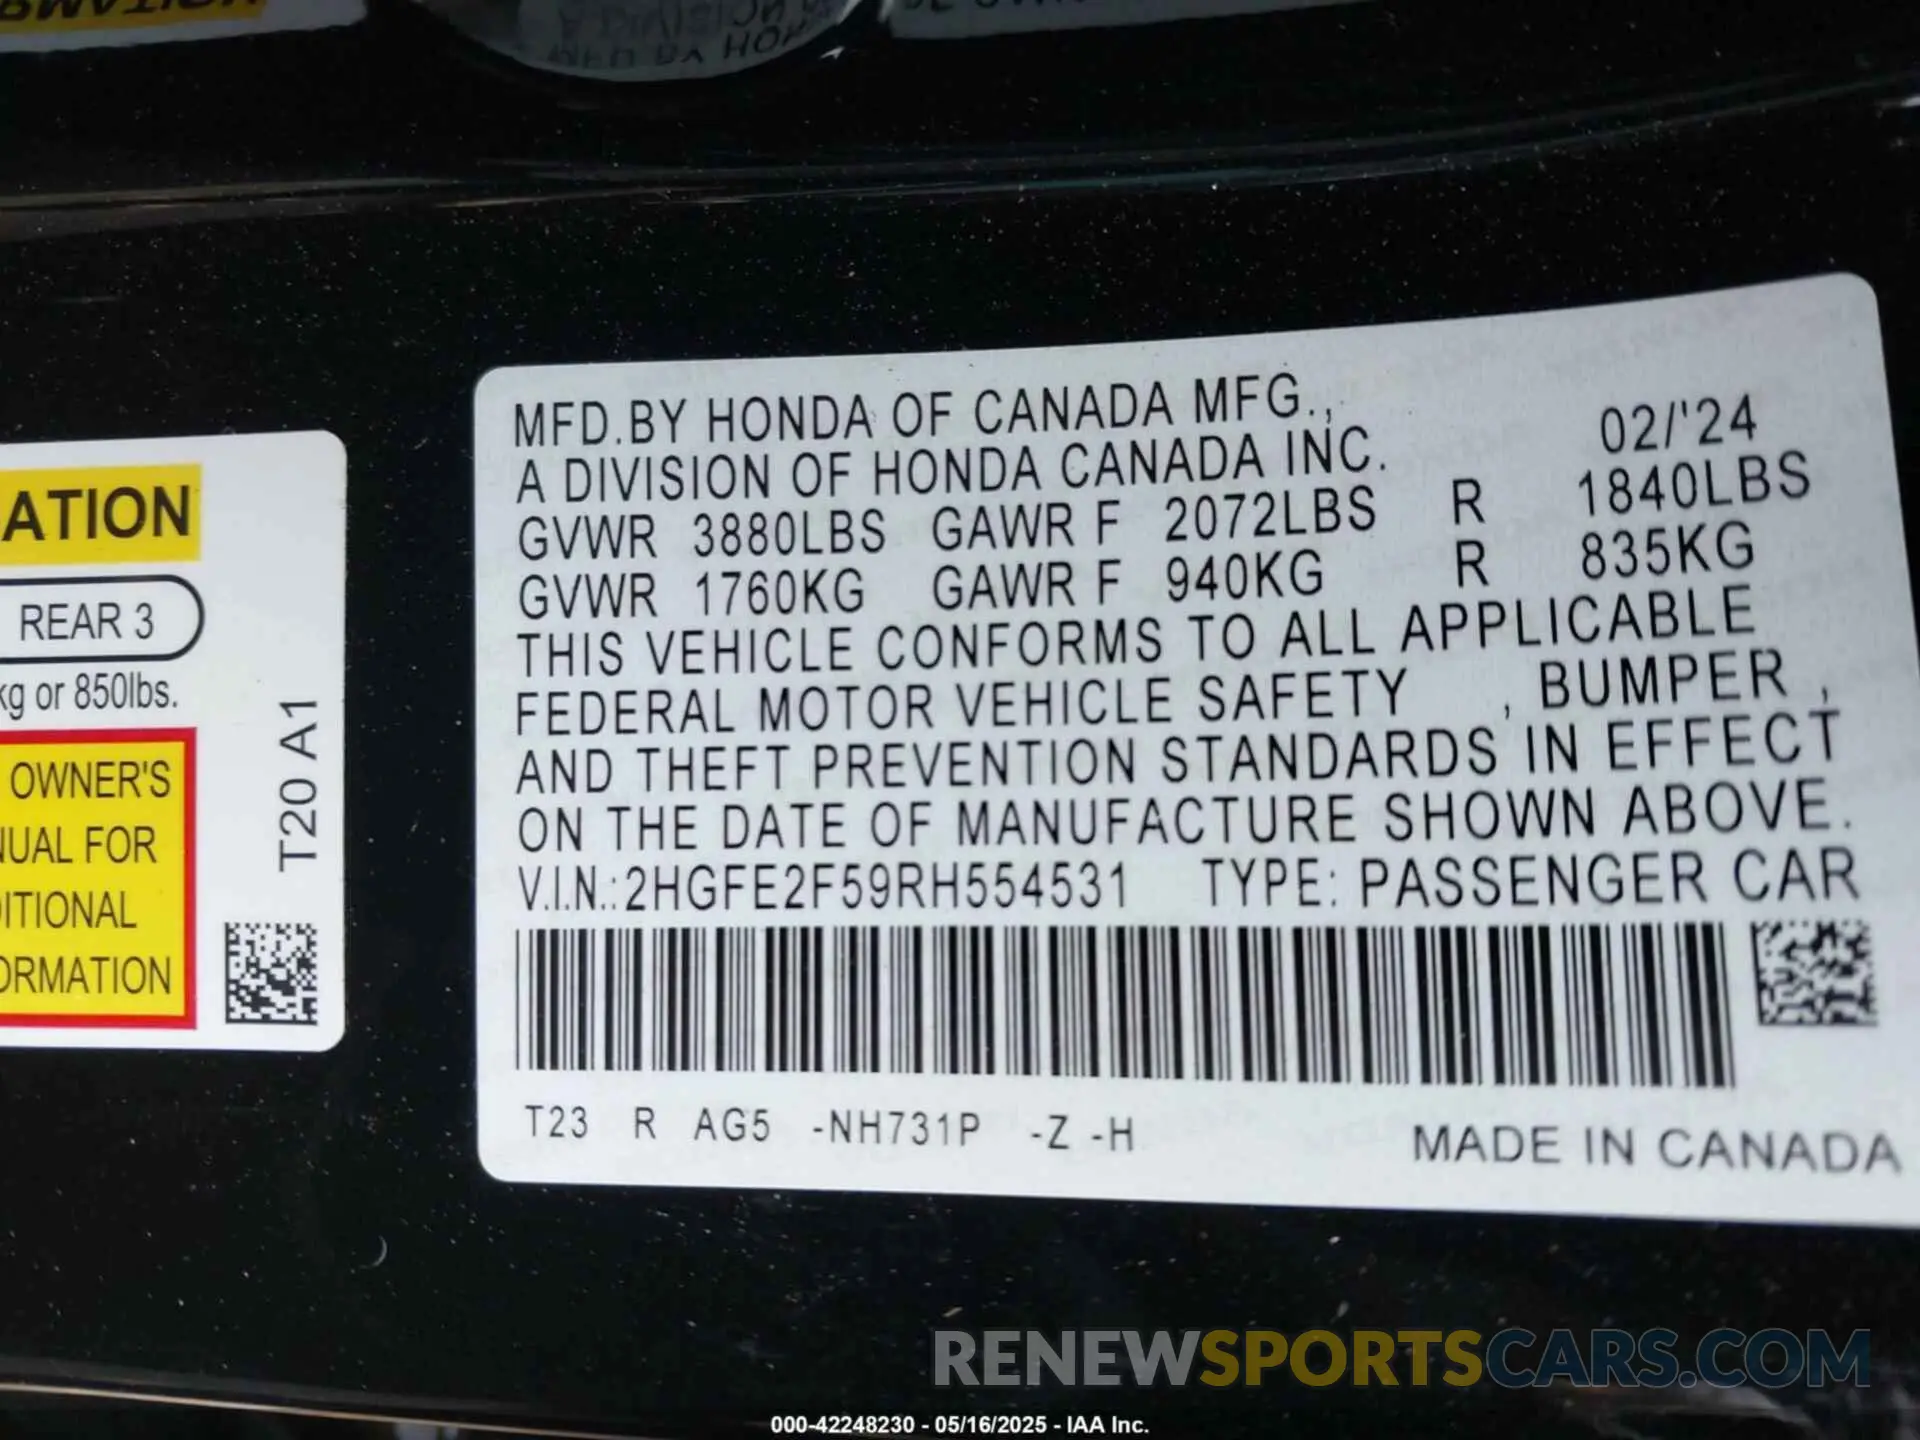 MFD.BY HONDA OF CANADA MFG.,
A DIVISION OF HONDA CANADA INC. 02/'24
GVWR 3880LBS GAWR F 2072LBS R 1840LBS
GVWR 1760KG GAWR F 940KG R 835KG
THIS VEHICLE CONFORMS TO ALL APPLICABLE
FEDERAL MOTOR VEHICLE SAFETY , BUMPER ,
AND THEFT PREVENTION STANDARDS IN EFFECT
ON THE DATE OF MANUFACTURE SHOWN ABOVE.
V.I.N.:2HGFE2F59RH554531 TYPE: PASSENGER CAR
T23 R AG5 -NH731P -Z -H
MADE IN CANADA
ATION
REAR 3
kg or 850lbs.
OWNER'S
UAL FOR
ITIONAL
ORMATION
T20 A1
RENEWSPORTSCARS.COM
000-42248230 - 05/16/2025 - IAA Inc.